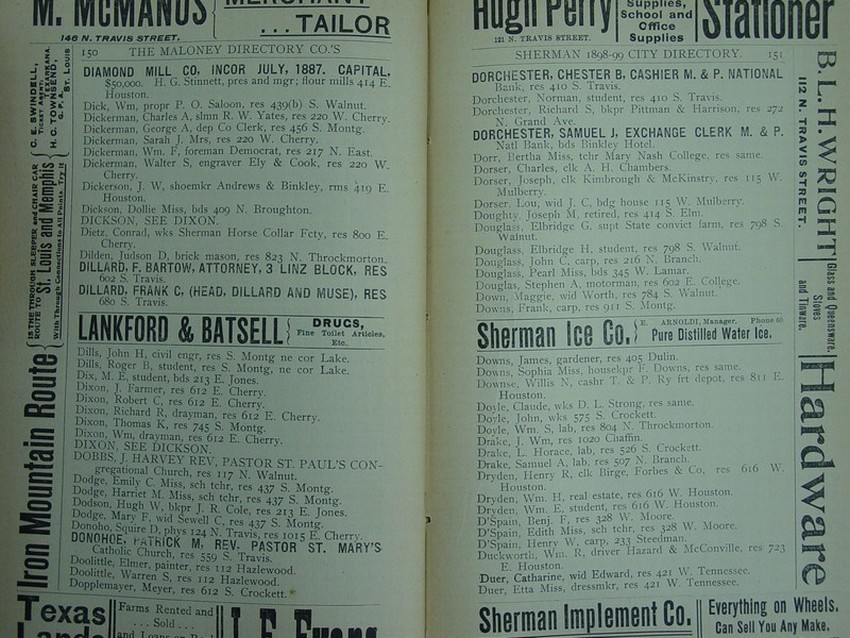 M. McMANUS
MERCHANT
...TAILOR
146 N. TRAVIS STREET.
150 THE MALONEY DIRECTORY CO.'S
DIAMOND MILL CO, INCOR JULY, 1887. CAPITAL,
$50,000. H. G. Stinnett, pres and mgr; flour mills 414 E.
Houston.
Dick, Wm, propr P. O. Saloon, res 439(b) S. Walnut.
Dickerman, Charles A, slmn R. W. Yates, res 220 W. Cherry.
Dickerman, George A, dep Co Clerk, res 456 S. Montg.
Dickerman, Sarah J. Mrs, res 220 W. Cherry.
Dickerman, Wm. F, foreman Democrat, res 217 N. East.
Dickerman, Walter S, engraver Ely & Cook, res 220 W.
Cherry.
Dickerson, J. W, shoemkr Andrews & Binkley, rms 419 E.
Houston.
Dickson, Dollie Miss, bds 409 N. Broughton.
DICKSON, SEE DIXON.
Dietz, Conrad, wks Sherman Horse Collar Fcty, res 800 E.
Cherry.
Dilden, Judson D, brick mason, res 823 N. Throckmorton.
DILLARD, F. BARTOW, ATTORNEY, 3 LINZ BLOCK, RES
602 S. Travis.
DILLARD, FRANK C, (HEAD, DILLARD AND MUSE), RES
680 S. Travis.
LANKFORD & BATSELL
DRUGS,
Fine Toilet Articles,
Etc.
Dills, John H, civil engr, res S. Montg ne cor Lake.
Dills, Roger B, student, res S. Montg, ne cor Lake.
Dix, M. E, student, bds 213 E. Jones.
Dixon, J. Farmer, res 612 E. Cherry.
Dixon, Robert C, res 612 E. Cherry.
Dixon, Richard R, drayman, res 612 E. Cherry.
Dixon, Thomas K, res 745 S. Montg.
Dixon, Wm, drayman, res 612 E. Cherry.
DIXON, SEE DICKSON.
DOBBS, J. HARVEY REV, PASTOR ST. PAUL'S CON-
gregational Church, res 117 N. Walnut.
Dodge, Emily C. Miss, sch tchr, res 437 S. Montg.
Dodge, Harriet M. Miss, sch tchr, res 437 S. Montg.
Dodson, Hugh W, bkpr J. R. Cole, res 213 E. Jones.
Dodge, Mary F, wid Sewell C, res 437 S. Montg.
Donoho, Squire D, phys 124 N. Travis, res 1015 E. Cherry.
DONOHOE, PATRICK M, REV. PASTOR ST. MARY'S
Catholic Church, res 559 S. Travis.
Doolittle, Elmer, painter, res 112 Hazlewood.
Doolittle, Warren S, res 112 Hazlewood.
Dopplemayer, Meyer, res 612 S. Crockett.
Texas
Lands
Farms Rented and
... Sold ...
and Loans on
J. F. Evans
C. E. SWINDELL,
TICKET AGENT,
TEXARKANA.
H. C. TOWNSEND,
G. P. A., St. Louis
Iron Mountain Route
IS THE THROUGH SLEEPER and CHAIR CAR
ROUTE TO St. Louis and Memphis
With Through Connections to All Points. Try it
Hugh Perry
121 N. TRAVIS STREET.
Supplies,
School and
Office
Supplies
Stationer
SHERMAN 1898-99 CITY DIRECTORY. 151
DORCHESTER, CHESTER B, CASHIER M. & P. NATIONAL
Bank, res 410 S. Travis.
Dorchester, Norman, student, res 410 S. Travis.
Dorchester, Richard S, bkpr Pittman & Harrison, res 272
N. Grand Ave.
DORCHESTER, SAMUEL J, EXCHANGE CLERK M. & P.
Natl Bank, bds Binkley Hotel.
Dorr, Bertha Miss, tchr Mary Nash College, res same.
Dorser, Charles, clk A. H. Chambers.
Dorser, Joseph, clk Kimbrough & McKinstry, res 115 W.
Mulberry.
Dorser, Lou, wid J. C, bdg house 115 W. Mulberry.
Doughty, Joseph M, retired, res 414 S. Elm.
Douglass, Elbridge G, supt State convict farm, res 798 S.
Walnut.
Douglass, Elbridge H, student, res 798 S. Walnut.
Douglass, John C, carp, res 216 N. Branch.
Douglass, Pearl Miss, bds 345 W. Lamar.
Douglas, Stephen A, motorman, res 602 E. College.
Down, Maggie, wid Worth, res 784 S. Walnut.
Downs, Frank, carp, res 911 S. Montg.
Sherman Ice Co.
E. ARNOLDI, Manager. Phone 60
Pure Distilled Water Ice.
Downs, James, gardener, res 405 Dulin.
Downs, Sophia Miss, housekpr F. Downs, res same.
Downse, Willis N, cashr T. & P. Ry frt depot, res 811 E.
Houston.
Doyle, Claude, wks D. L. Strong, res same.
Doyle, John, wks 575 S. Crockett.
Doyle, Wm. S, lab, res 804 N. Throckmorton.
Drake, J. Wm, res 1020 Chaffin.
Drake, L. Horace, lab, res 526 S. Crockett.
Drake, Samuel A, lab, res 507 N. Branch.
Dryden, Henry R, clk Birge, Forbes & Co, res 616 W.
Houston.
Dryden, Wm. H, real estate, res 616 W. Houston.
Dryden, Wm. E, student, res 616 W. Houston.
D'Spain, Benj. F, res 328 W. Moore.
D'Spain, Edith Miss, sch tchr, res 328 W. Moore.
D'Spain, Henry W, carp, 233 Steedman.
Duckworth, Wm. R, driver Hazard & McConville, res 723
E. Houston.
Duer, Catharine, wid Edward, res 421 W. Tennessee.
Duer, Etta Miss, dressmkr, res 421 W. Tennessee.
Sherman Implement Co.
Everything on Wheels.
Can Sell You Any Make.
B. L. H. WRIGHT
112 N. TRAVIS STREET.
Glass and Queensware,
Stoves
and Tinware.
Hardware